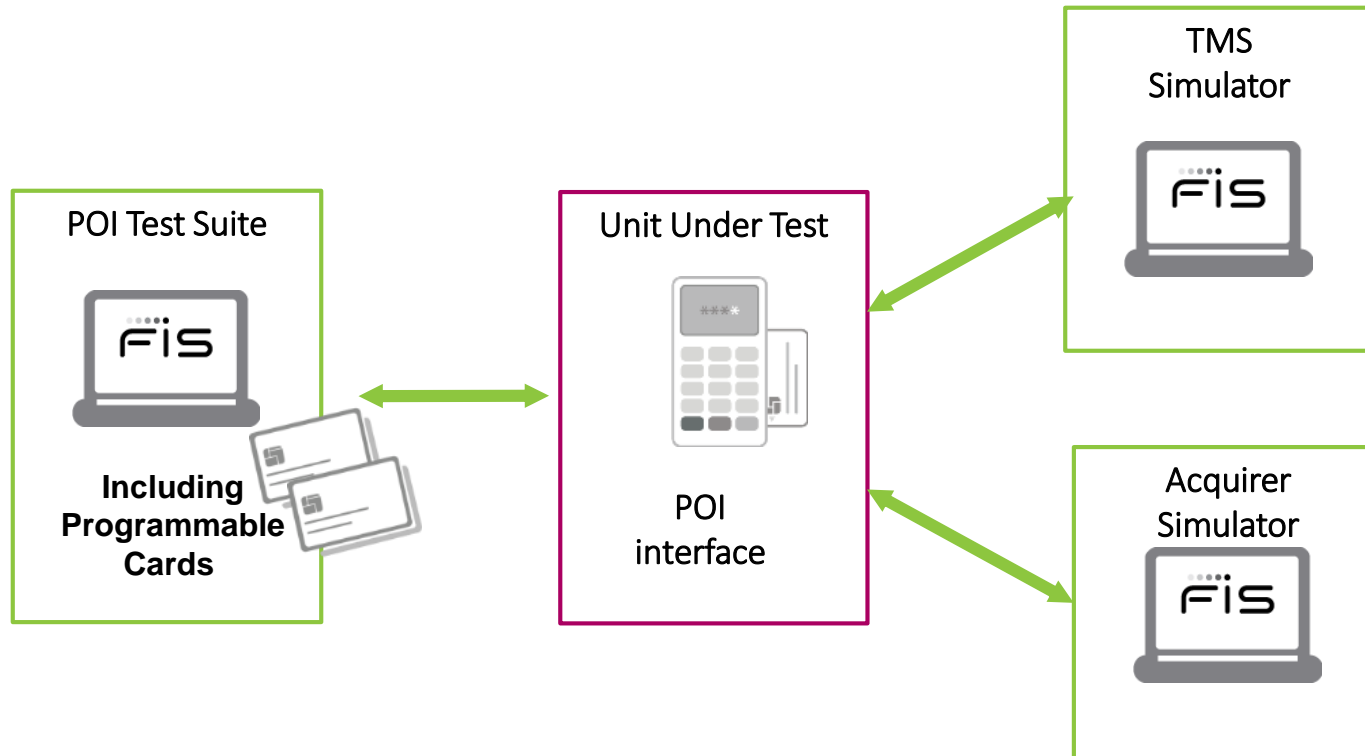 POI Test Suite
FIS
Including
Programmable
Cards
Unit Under Test
****
POI
interface
TMS
Simulator
FIS
Acquirer
Simulator
FIS